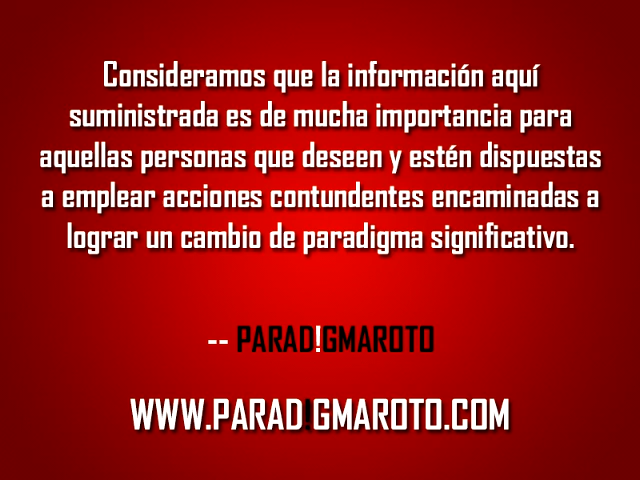 Consideramos que la información aquí
suministrada es de mucha importancia para
aquellas personas que deseen y estén dispuestas
a emplear acciones contundentes encaminadas a
lograr un cambio de paradigma significativo.
-- PARAD!GMAROTO
WWW.PARAD!GMAROTO.COM